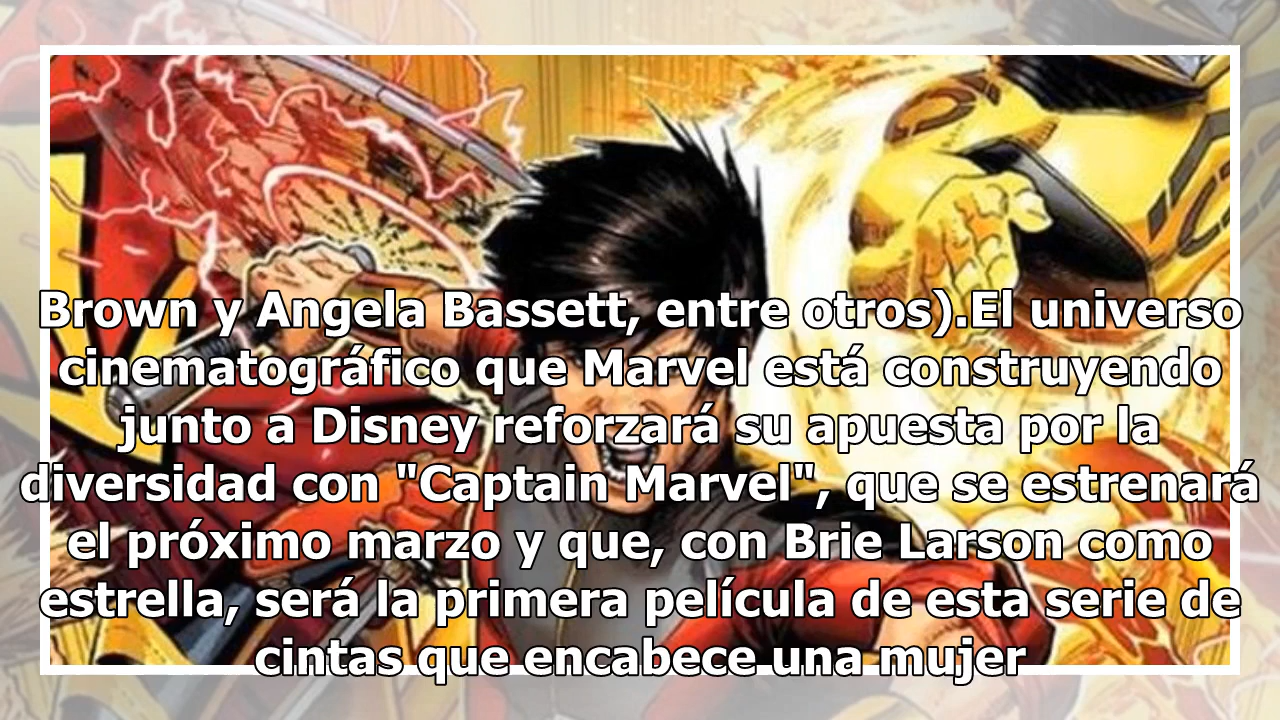 Brown y Angela Bassett, entre otros).El universo
cinematográfico que Marvel está construyendo
junto a Disney reforzará su apuesta por la
diversidad con "Captain Marvel", que se estrenará
el próximo marzo y que, con Brie Larson como
estrella, será la primera película de esta serie de
cintas que encabece una mujer